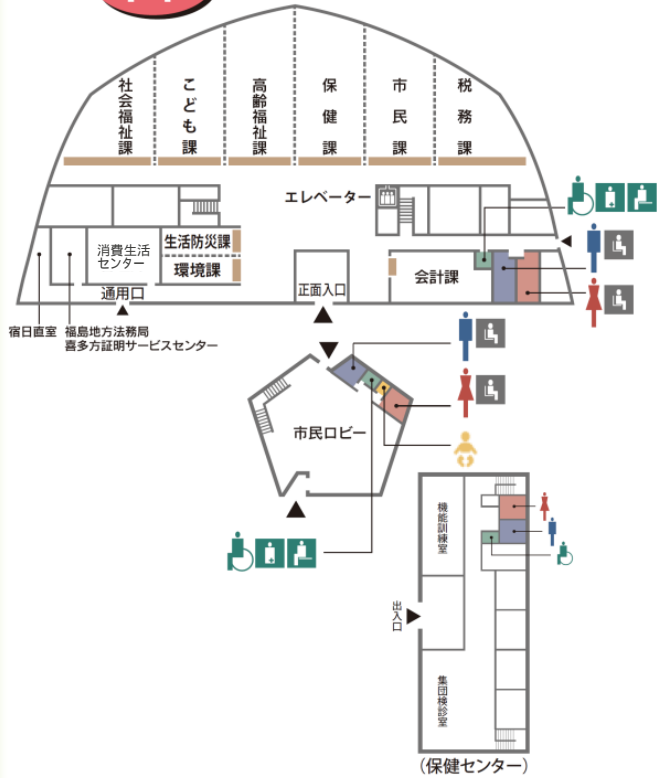 社会福祉課
こども課
高齢福祉課
保健課
市民課
税務課
エレベーター
消費生活
センター
生活防災課
環境課
正面入口
会計課
通用口
宿日直室
福島地方法務局
喜多方証明サービスセンター
市民ロビー
機能訓練室
出入口
集団検診室
(保健センター)